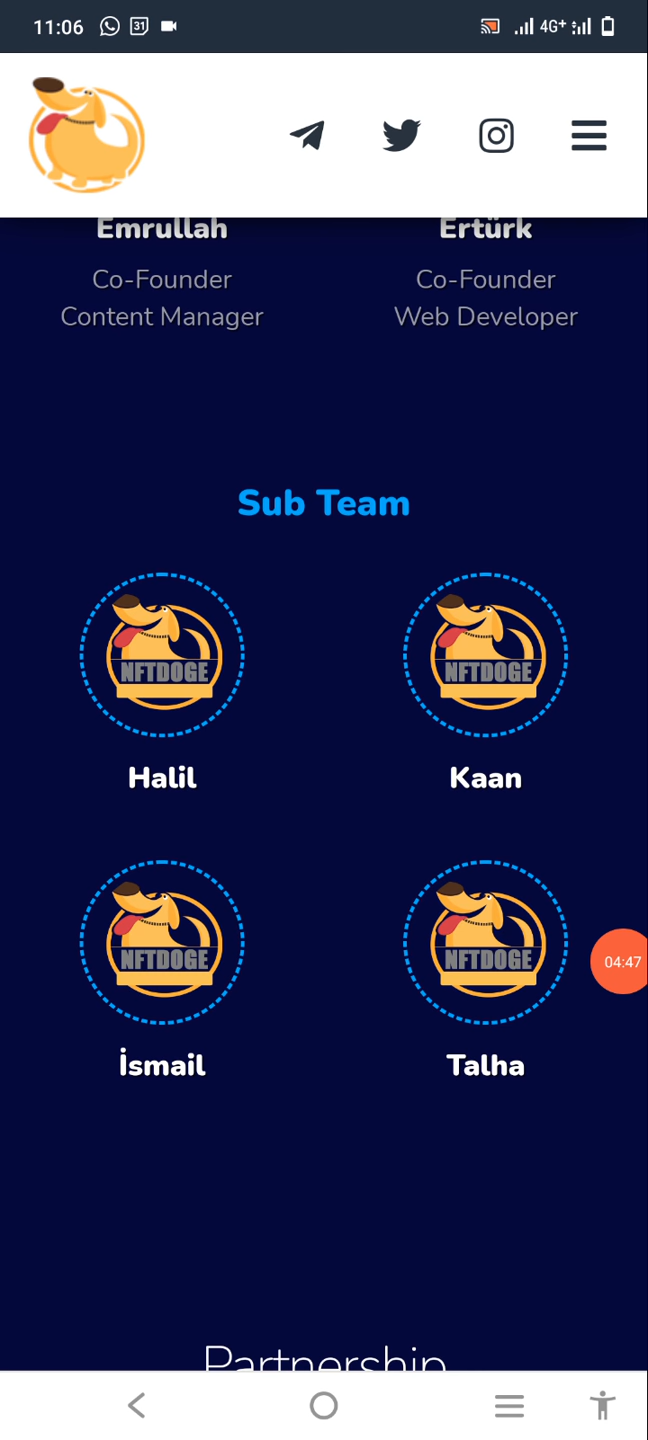 11:06
31
4G+
Emrullah
Ertürk
Co-Founder
Content Manager
Co-Founder
Web Developer
Sub Team
NFTDOGE
NFTDOGE
Halil
Kaan
NFTDOGE
NFTDOGE
04:47
İsmail
Talha
Partnership